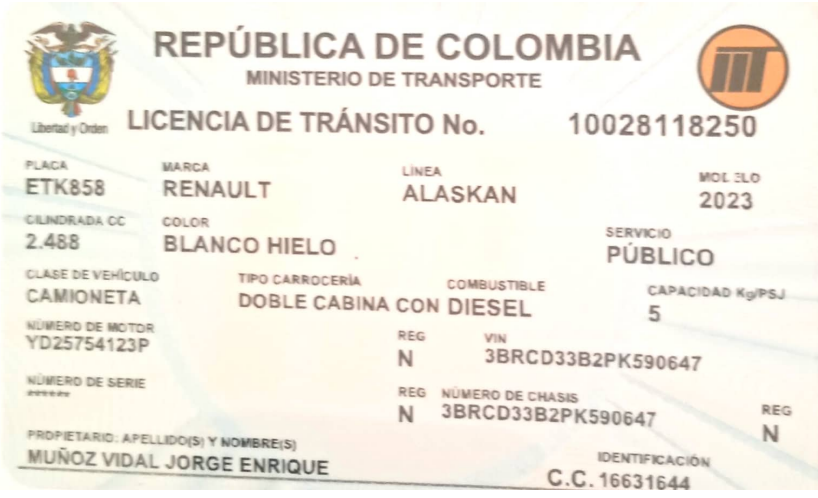 REPÚBLICA DE COLOMBIA
MINISTERIO DE TRANSPORTE
Libertad y Orden
LICENCIA DE TRÁNSITO No. 10028118250
PLACA MARCA LÍNEA MODELO
ETK858 RENAULT ALASKAN 2023
CILINDRADA CC COLOR SERVICIO
2.488 BLANCO HIELO PÚBLICO
CLASE DE VEHÍCULO TIPO CARROCERÍA COMBUSTIBLE CAPACIDAD Kg/PSJ
CAMIONETA DOBLE CABINA CON DIESEL 5
NÚMERO DE MOTOR REG VIN
YD25754123P N 3BRCD33B2PK590647
NÚMERO DE SERIE REG NÚMERO DE CHASIS REG
****** N 3BRCD33B2PK590647 N
PROPIETARIO: APELLIDO(S) Y NOMBRE(S) IDENTIFICACIÓN
MUÑOZ VIDAL JORGE ENRIQUE C.C. 16631644